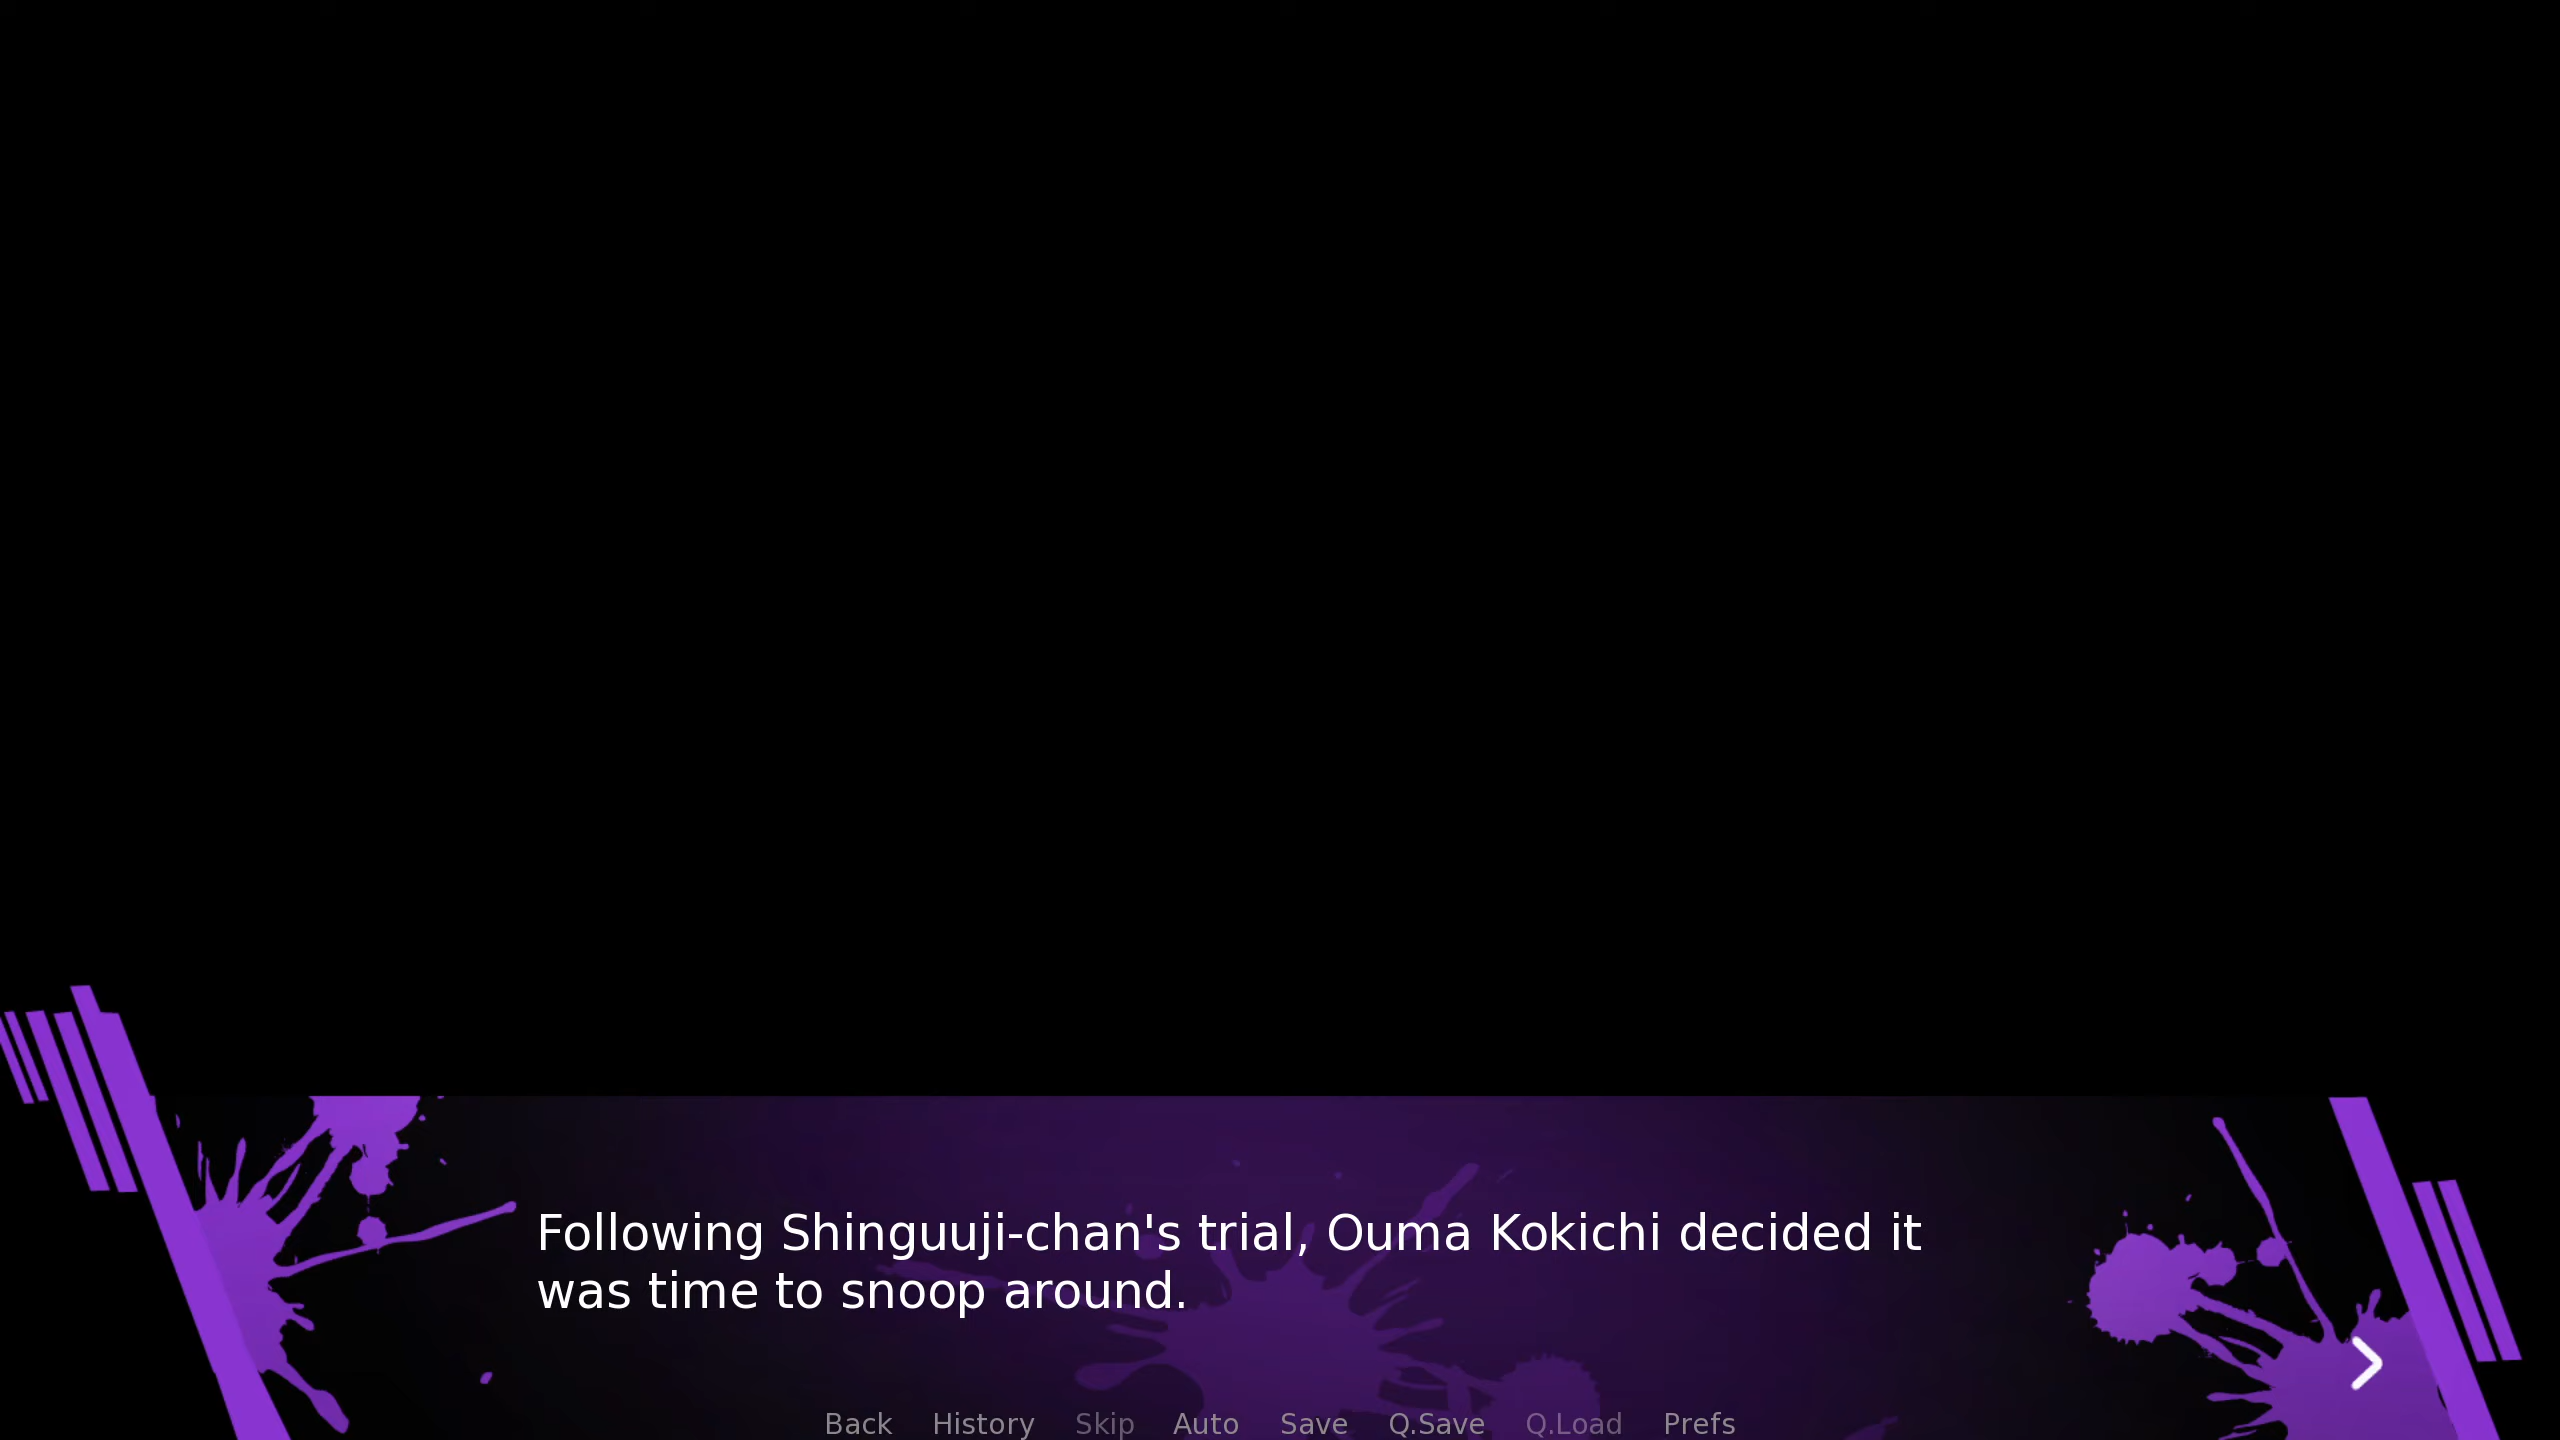 Following Shinguuji-chan's trial, Ouma Kokichi decided it
was time to snoop around.
Back History Skip Auto Save Q.Save Q.Load Prefs